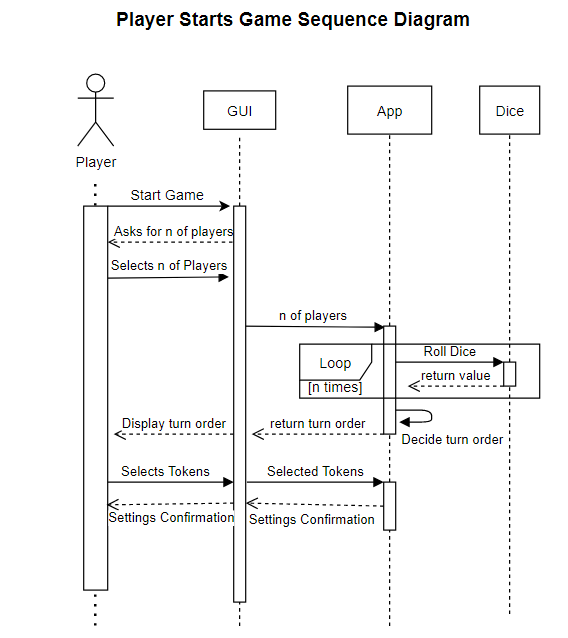 Player Starts Game Sequence Diagram
GUI
App
Dice
Player
Start Game
Asks for n of players
Selects n of Players
n of players
Roll Dice
Loop
return value
[n times]
Display turn order
return turn order
Decide turn order
Selects Tokens
Selected Tokens
Settings Confirmation
Settings Confirmation